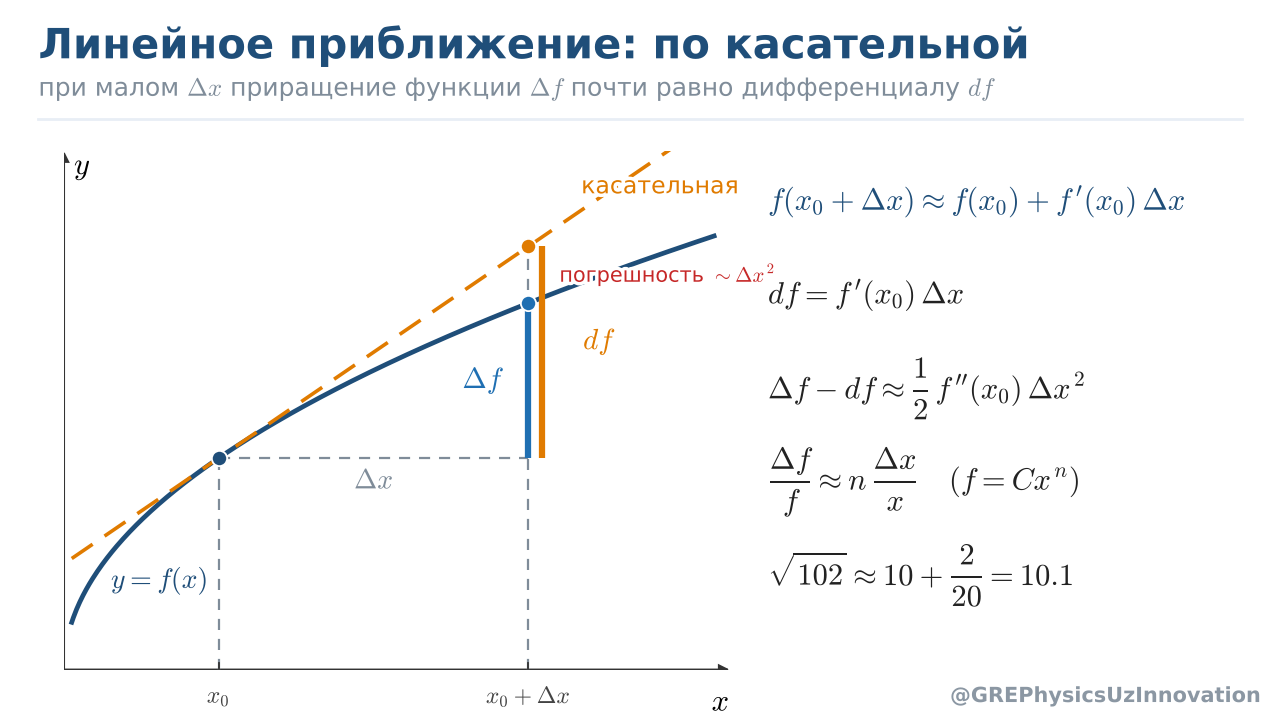 Линейное приближение: по касательной
при малом Δx приращение функции Δf почти равно дифференциалу df
y
касательная
f(x₀ + Δx) ≈ f(x₀) + f′(x₀) Δx
погрешность ~ Δx²
df = f′(x₀) Δx
df
Δf
Δf − df ≈ 1/2 f″(x₀) Δx²
Δx
Δf/f ≈ n Δx/x (f = Cxⁿ)
y = f(x)
√102 ≈ 10 + 2/20 = 10.1
x₀
x₀ + Δx
x
@GREPhysicsUzInnovation